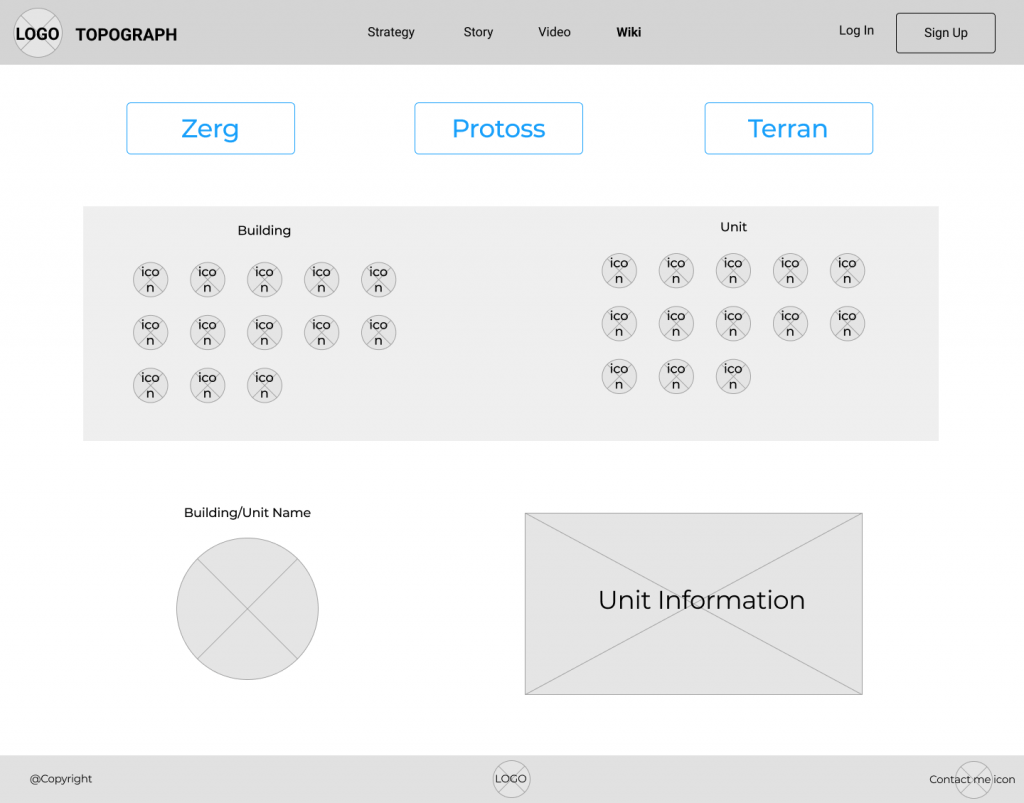 LOGO TOPOGRAPH Strategy Story Video Wiki Log In Sign Up
Zerg Protoss Terran
Building
ico
n
ico
n
ico
n
ico
n
ico
n
ico
n
ico
n
ico
n
ico
n
ico
n
ico
n
ico
n
ico
n
Unit
ico
n
ico
n
ico
n
ico
n
ico
n
ico
n
ico
n
ico
n
ico
n
ico
n
ico
n
ico
n
ico
n
Building/Unit Name
Unit Information
@Copyright LOGO Contact me icon